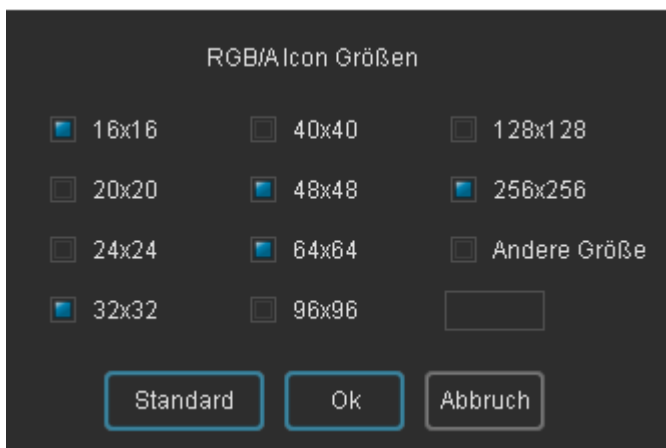 RGB/A Icon Größen
16x16 40x40 128x128
20x20 48x48 256x256
24x24 64x64 Andere Größe
32x32 96x96
Standard Ok Abbruch